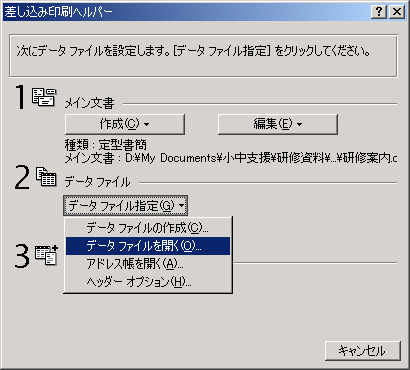 差し込み印刷ヘルパー
次にデータ ファイルを設定します。[データ ファイル指定] をクリックしてください。
1 メイン文書
作成(C)
編集(E)
種類 : 定型書簡
メイン文書 : D:¥My Documents¥小中支援¥研修資料¥...¥研修案内.c
2 データ ファイル
データ ファイル指定(G)
データ ファイルの作成(C)...
データ ファイルを開く(O)...
3
アドレス帳を開く(A)...
ヘッダー オプション(H)...
キャンセル